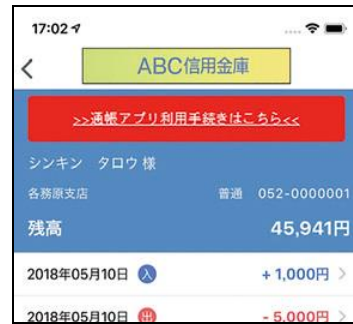 17:02
ABC信用金庫
>>通帳アプリ利用手続きはこちら<<
シンキン タロウ 様
各務原支店 普通 052-0000001
残高 45,941円
2018年05月10日 入 +1,000円
2018年05月10日 出 -5,000円